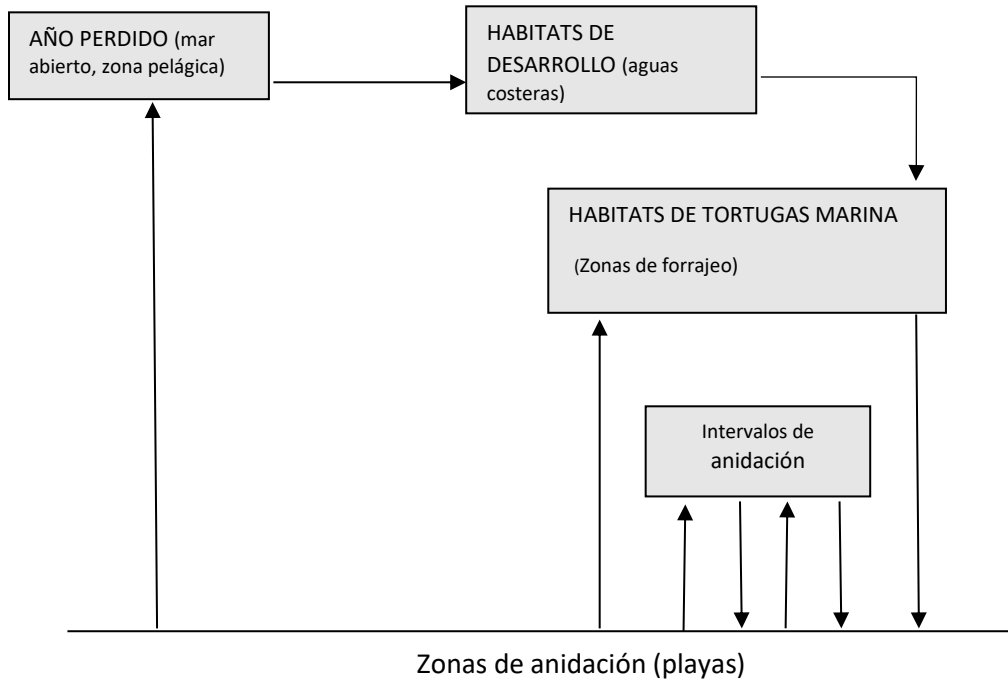 AÑO PERDIDO (mar
abierto, zona pelágica)
HABITATS DE
DESARROLLO (aguas
costeras)
HABITATS DE TORTUGAS MARINA
(Zonas de forrajeo)
Intervalos de
anidación
Zonas de anidación (playas)